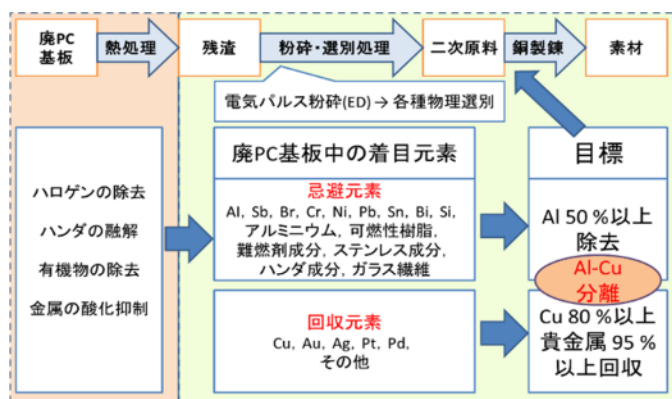 廃PC
基板
熱処理
残渣
粉砕・選別処理
二次原料
銅製錬
素材
電気パルス粉砕(ED) → 各種物理選別
ハロゲンの除去
ハンダの融解
有機物の除去
金属の酸化抑制
廃PC基板中の着目元素
忌避元素
Al, Sb, Br, Cr, Ni, Pb, Sn, Bi, Si,
アルミニウム, 可燃性樹脂,
難燃剤成分, ステンレス成分,
ハンダ成分, ガラス繊維
回収元素
Cu, Au, Ag, Pt, Pd,
その他
目標
Al 50 %以上
除去
Al-Cu
分離
Cu 80 %以上
貴金属 95 %
以上回収